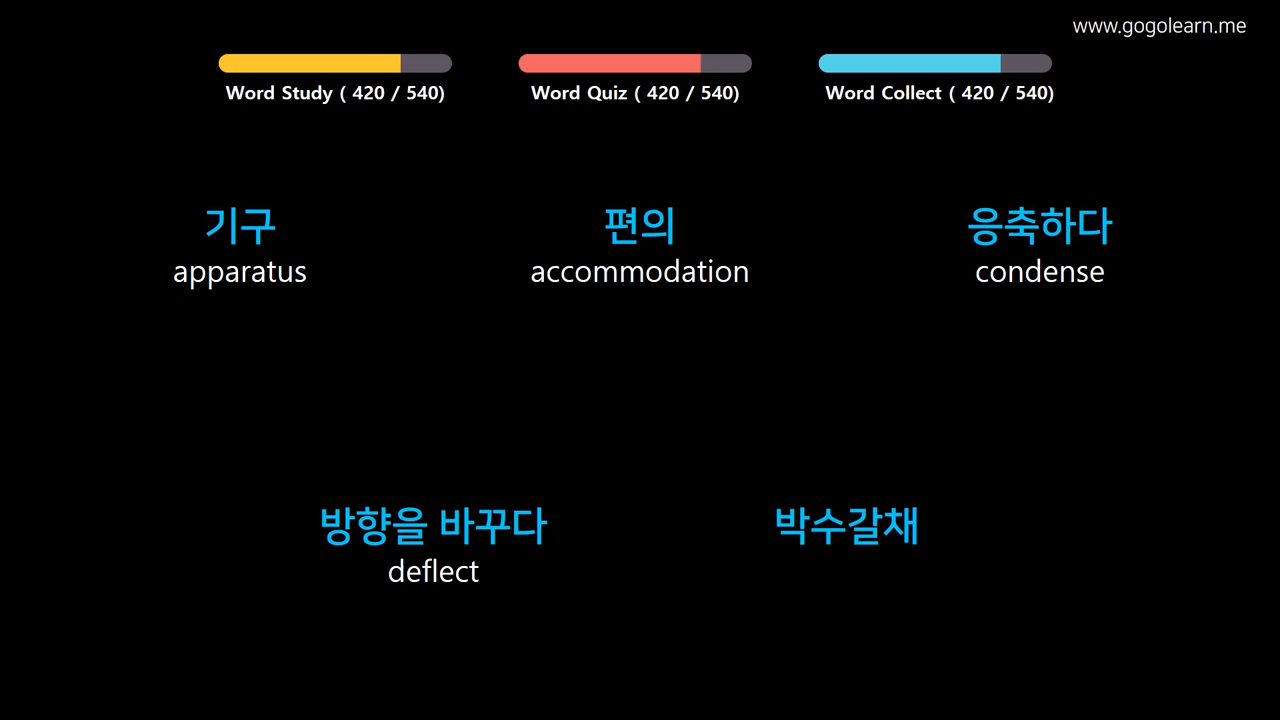 www.gogolearn.me
Word Study ( 420 / 540)
Word Quiz ( 420 / 540)
Word Collect ( 420 / 540)
기구
apparatus
편의
accommodation
응축하다
condense
방향을 바꾸다
deflect
박수갈채